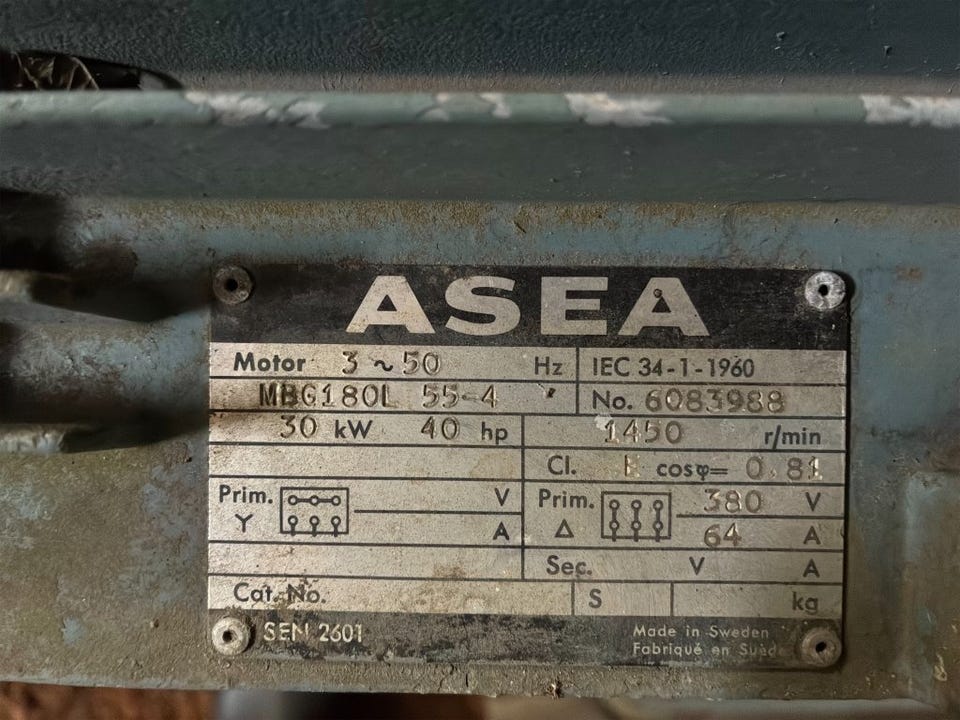 ASEA
Motor 3 ~ 50 Hz IEC 34-1-1960
MBG180L 55-4 No. 6083988
30 kW 40 hp 1450 r/min
Cl. E cosφ= 0.81
Prim. V Prim. 380 V
Y A Δ 64 A
Sec. V A
Cat. No. S kg
SEN 2601 Made in Sweden
Fabriqué en Suède